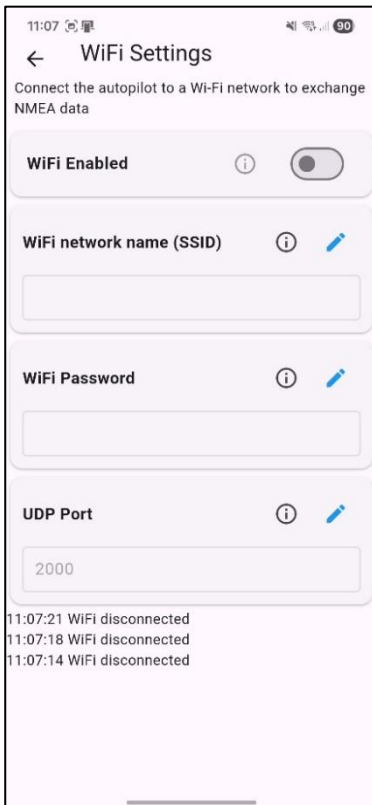 11:07 90
WiFi Settings
Connect the autopilot to a Wi-Fi network to exchange
NMEA data
WiFi Enabled
WiFi network name (SSID)
WiFi Password
UDP Port
2000
11:07:21 WiFi disconnected
11:07:18 WiFi disconnected
11:07:14 WiFi disconnected